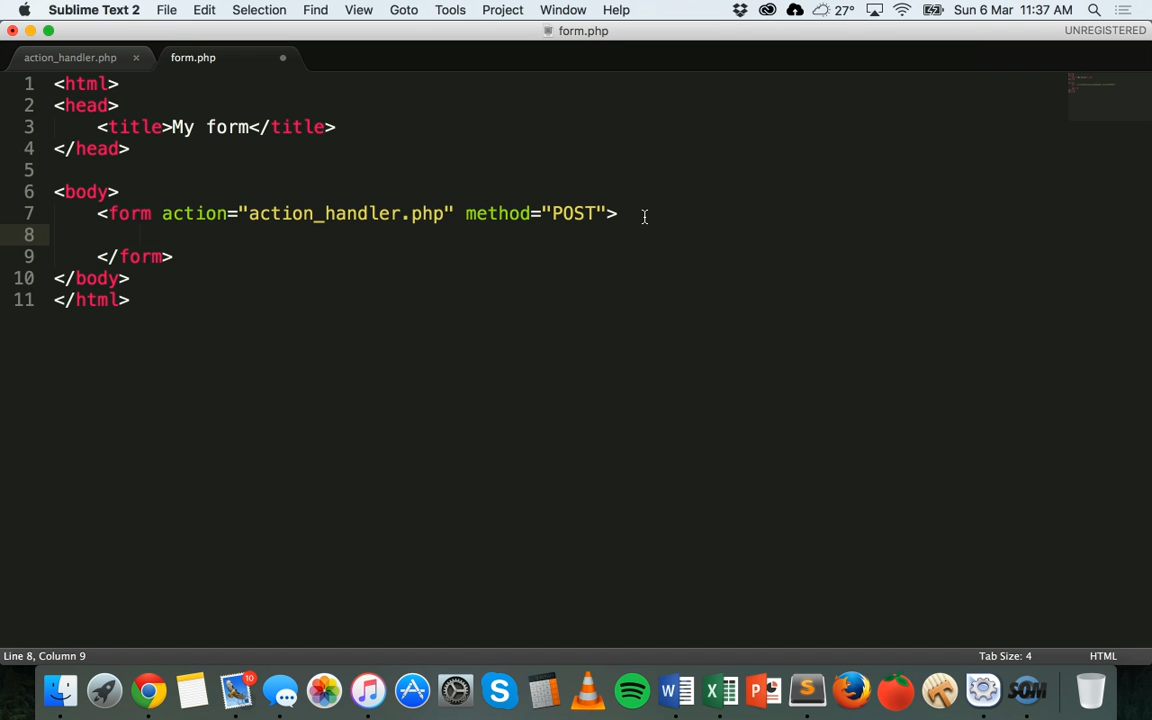 Sublime Text 2 File Edit Selection Find View Goto Tools Project Window Help 27° Sun 6 Mar 11:37 AM
form.php UNREGISTERED
action_handler.php × form.php
1 <html>
2 <head>
3 <title>My form</title>
4 </head>
5
6 <body>
7 <form action="action_handler.php" method="POST">
8
9 </form>
10 </body>
11 </html>
Line 8, Column 9 Tab Size: 4 HTML
10
S W X P S SOM